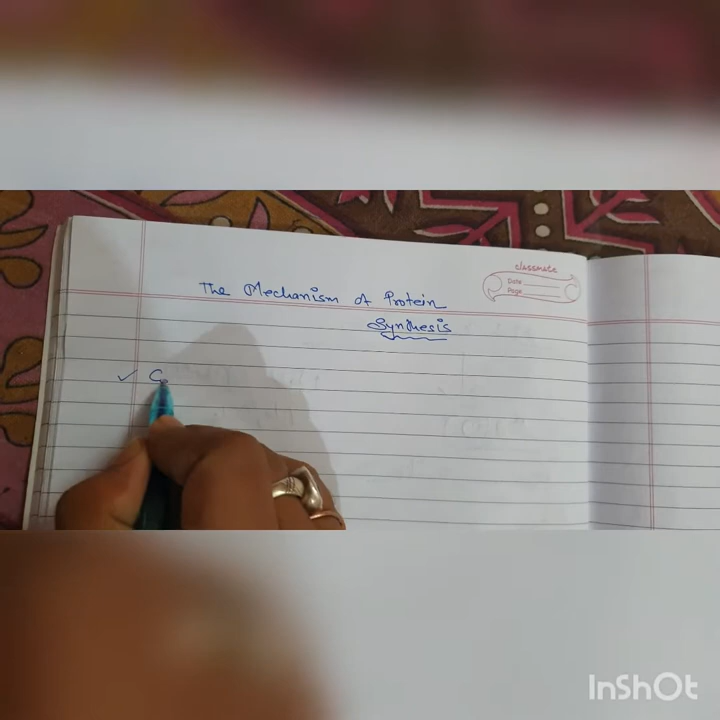 classmate
Date
Page
The Mechanism of Protein
Synthesis
InShOt